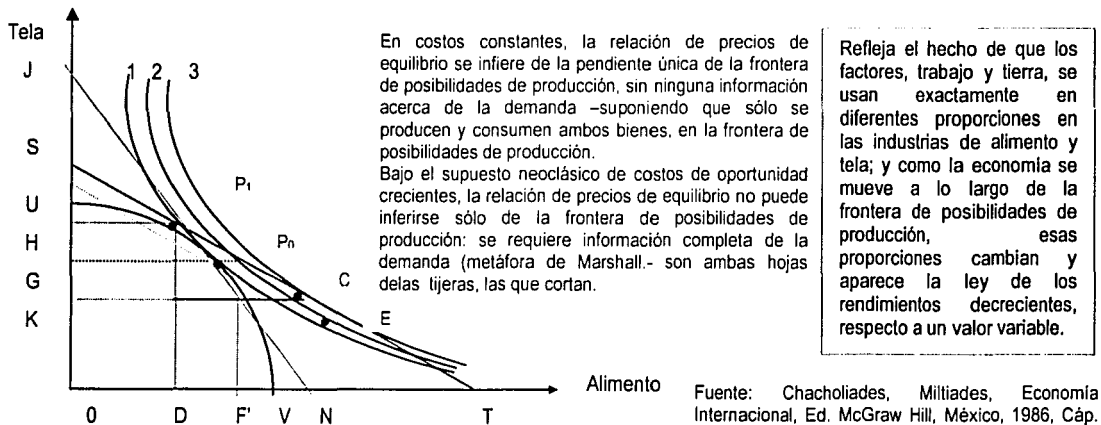 Tela
J
S
U
H
G
K
1 2 3
P1
P0
C
E
0 D F' V N T
Alimento
En costos constantes, la relación de precios de
equilibrio se infiere de la pendiente única de la frontera
de posibilidades de producción, sin ninguna información
acerca de la demanda –suponiendo que sólo se
producen y consumen ambos bienes, en la frontera de
posibilidades de producción.
Bajo el supuesto neoclásico de costos de oportunidad
crecientes, la relación de precios de equilibrio no puede
inferirse sólo de la frontera de posibilidades de
producción: se requiere información completa de la
demanda (metáfora de Marshall.- son ambas hojas
delas tijeras, las que cortan.
Refleja el hecho de que los
factores, trabajo y tierra, se
usan exactamente en
diferentes proporciones en
las industrias de alimento y
tela; y como la economía se
mueve a lo largo de la
frontera de posibilidades de
producción, esas
proporciones cambian y
aparece la ley de los
rendimientos decrecientes,
respecto a un valor variable.
Fuente: Chacholiades, Miltiades, Economía
Internacional, Ed. McGraw Hill, México, 1986, Cáp.